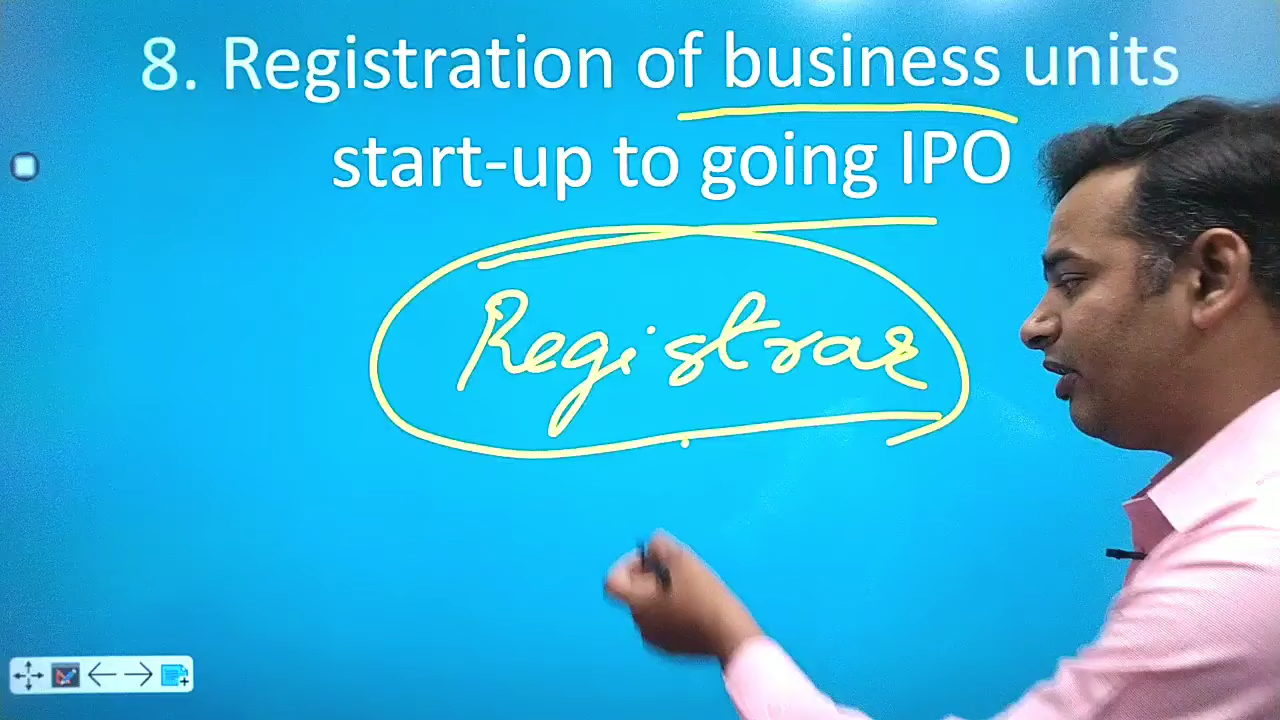 8. Registration of business units
start-up to going IPO
Registrar